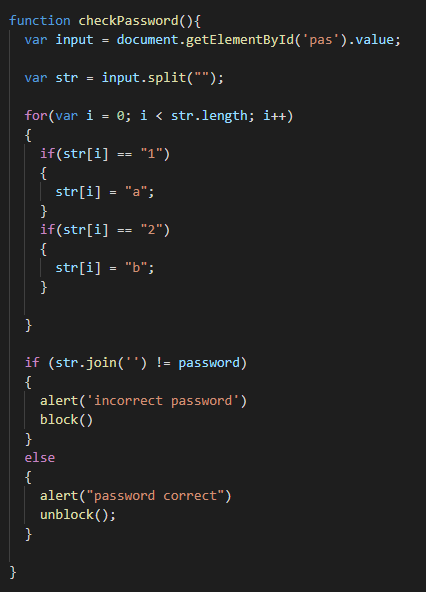 function checkPassword(){
var input = document.getElementById('pas').value;
var str = input.split("");
for(var i = 0; i < str.length; i++)
{
if(str[i] == "1")
{
str[i] = "a";
}
if(str[i] == "2")
{
str[i] = "b";
}
}
if (str.join('') != password)
{
alert('incorrect password')
block()
}
else
{
alert("password correct")
unblock();
}
}